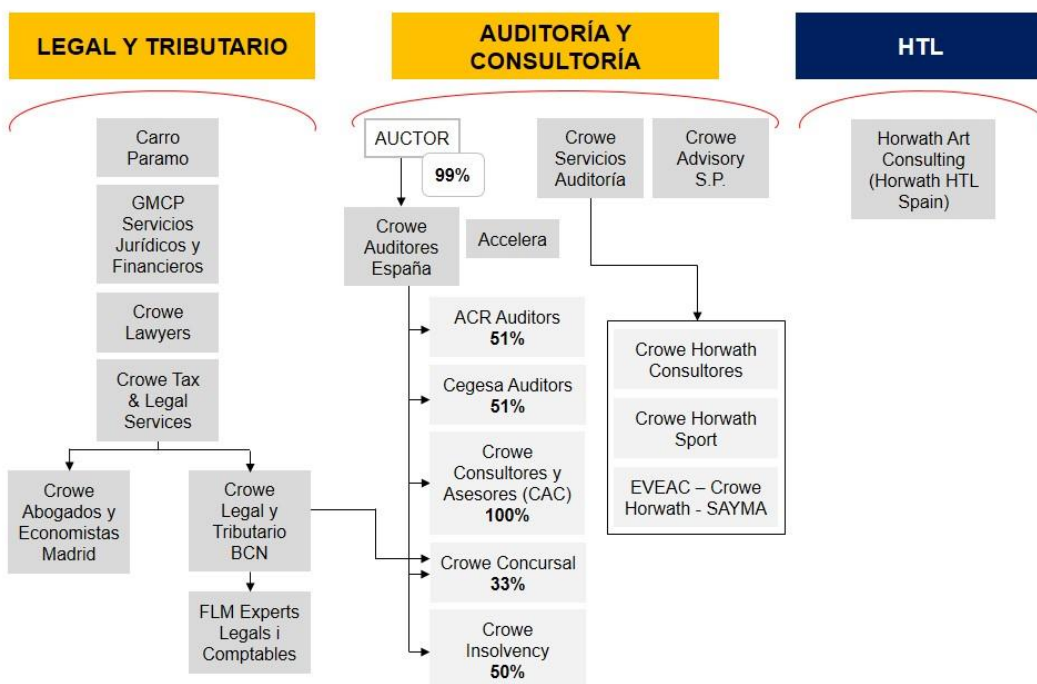 LEGAL Y TRIBUTARIO
Carro
Paramo
GMCP
Servicios
Jurídicos y
Financieros
Crowe
Lawyers
Crowe Tax
& Legal
Services
Crowe
Abogados y
Economistas
Madrid
Crowe
Legal y
Tributario
BCN
FLM Experts
Legals i
Comptables
AUDITORÍA Y
CONSULTORÍA
AUCTOR
99%
Crowe
Auditores
España
Accelera
ACR Auditors
51%
Cegesa Auditors
51%
Crowe
Consultores y
Asesores (CAC)
100%
Crowe Concursal
33%
Crowe
Insolvency
50%
Crowe
Servicios
Auditoría
Crowe
Advisory
S.P.
Crowe Horwath
Consultores
Crowe Horwath
Sport
EVEAC – Crowe
Horwath - SAYMA
HTL
Horwath Art
Consulting
(Horwath HTL
Spain)